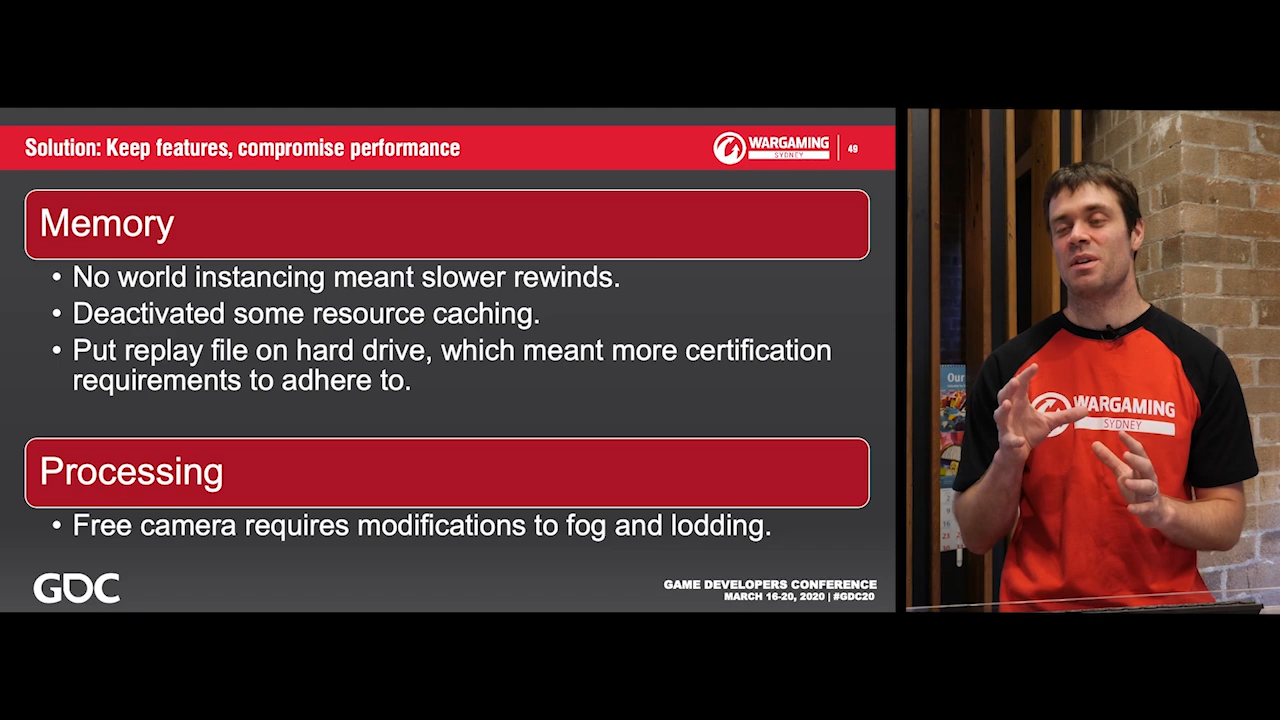 Solution: Keep features, compromise performance
WARGAMING
SYDNEY
49
Memory
• No world instancing meant slower rewinds.
• Deactivated some resource caching.
• Put replay file on hard drive, which meant more certification
requirements to adhere to.
Processing
• Free camera requires modifications to fog and lodding.
GDC
GAME DEVELOPERS CONFERENCE
MARCH 16-20, 2020 | #GDC20
Our
WARGAMING
SYDNEY